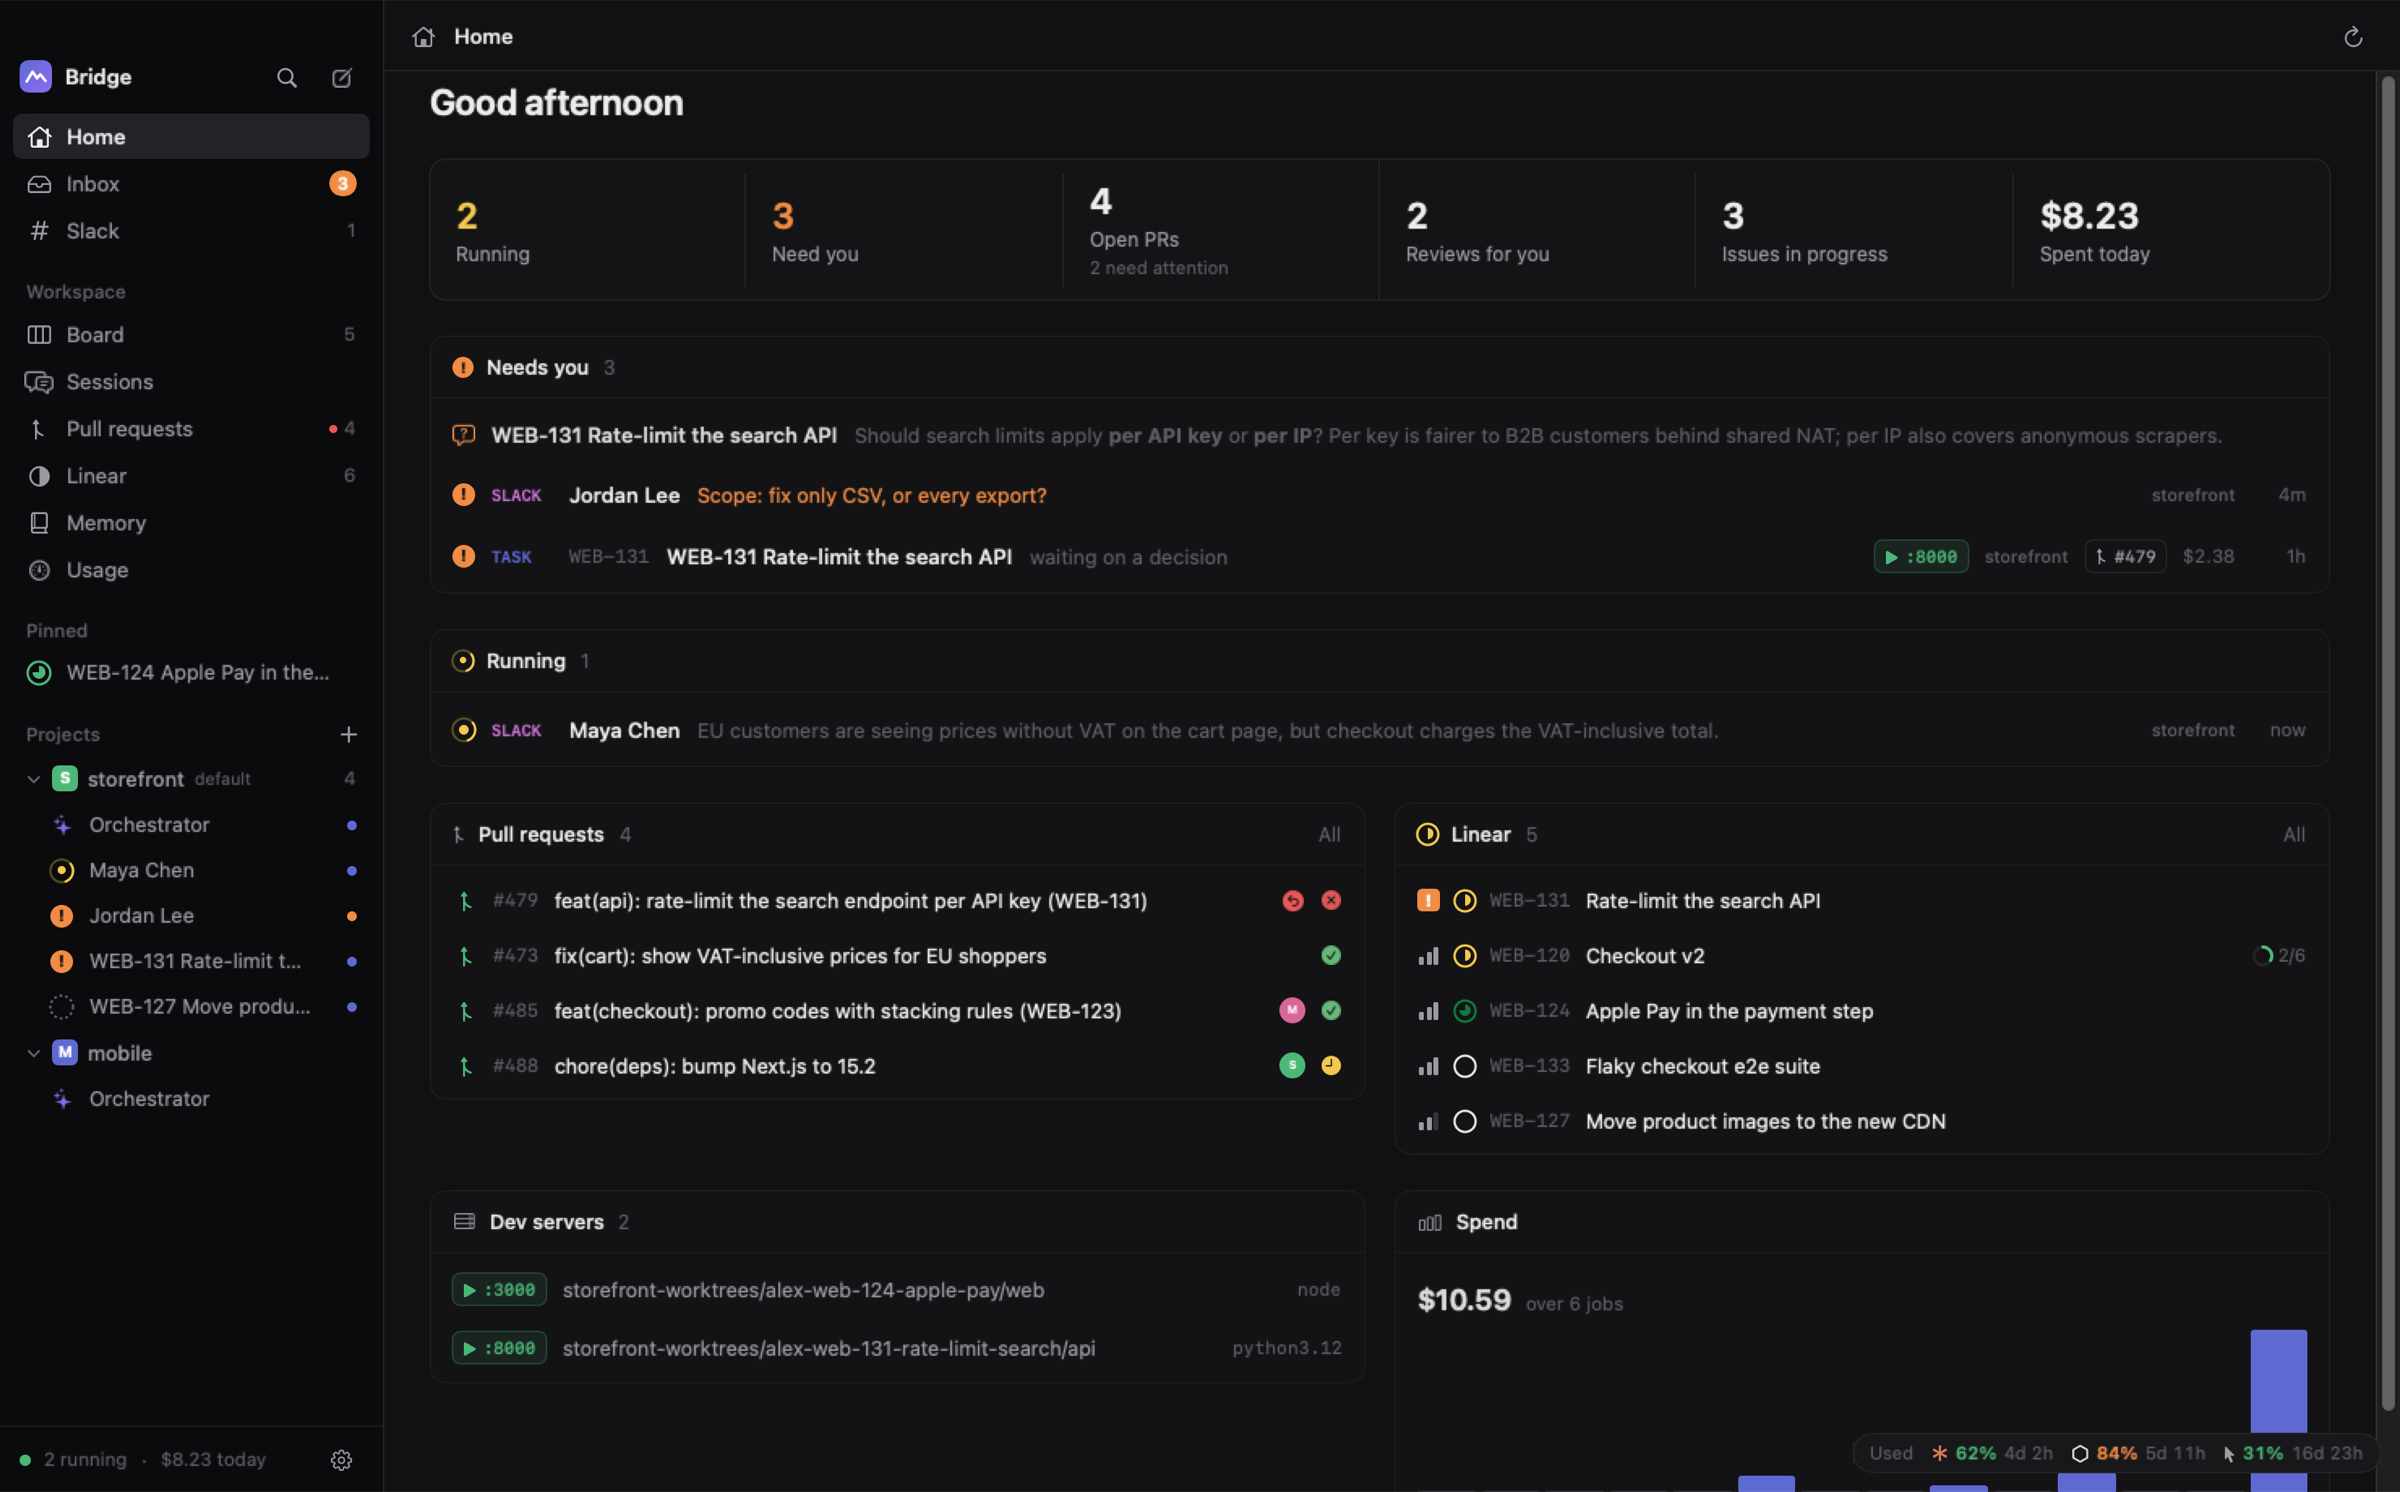 Bridge
Home
Inbox 3
Slack 1
Workspace
Board 5
Sessions
Pull requests 4
Linear 6
Memory
Usage
Pinned
WEB-124 Apple Pay in the...
Projects
S storefront default 4
Orchestrator
Maya Chen
Jordan Lee
WEB-131 Rate-limit t...
WEB-127 Move produ...
M mobile
Orchestrator
2 running · $8.23 today
Home
Good afternoon
2
Running
3
Need you
4
Open PRs
2 need attention
2
Reviews for you
3
Issues in progress
$8.23
Spent today
Needs you 3
WEB-131 Rate-limit the search API Should search limits apply per API key or per IP? Per key is fairer to B2B customers behind shared NAT; per IP also covers anonymous scrapers.
SLACK Jordan Lee Scope: fix only CSV, or every export? storefront 4m
TASK WEB-131 WEB-131 Rate-limit the search API waiting on a decision :8000 storefront #479 $2.38 1h
Running 1
SLACK Maya Chen EU customers are seeing prices without VAT on the cart page, but checkout charges the VAT-inclusive total. storefront now
Pull requests 4 All
#479 feat(api): rate-limit the search endpoint per API key (WEB-131)
#473 fix(cart): show VAT-inclusive prices for EU shoppers
#485 feat(checkout): promo codes with stacking rules (WEB-123) M
#488 chore(deps): bump Next.js to 15.2 S
Linear 5 All
WEB-131 Rate-limit the search API
WEB-120 Checkout v2 2/6
WEB-124 Apple Pay in the payment step
WEB-133 Flaky checkout e2e suite
WEB-127 Move product images to the new CDN
Dev servers 2
:3000 storefront-worktrees/alex-web-124-apple-pay/web node
:8000 storefront-worktrees/alex-web-131-rate-limit-search/api python3.12
Spend
$10.59 over 6 jobs
Used 62% 4d 2h 84% 5d 11h 31% 16d 23h